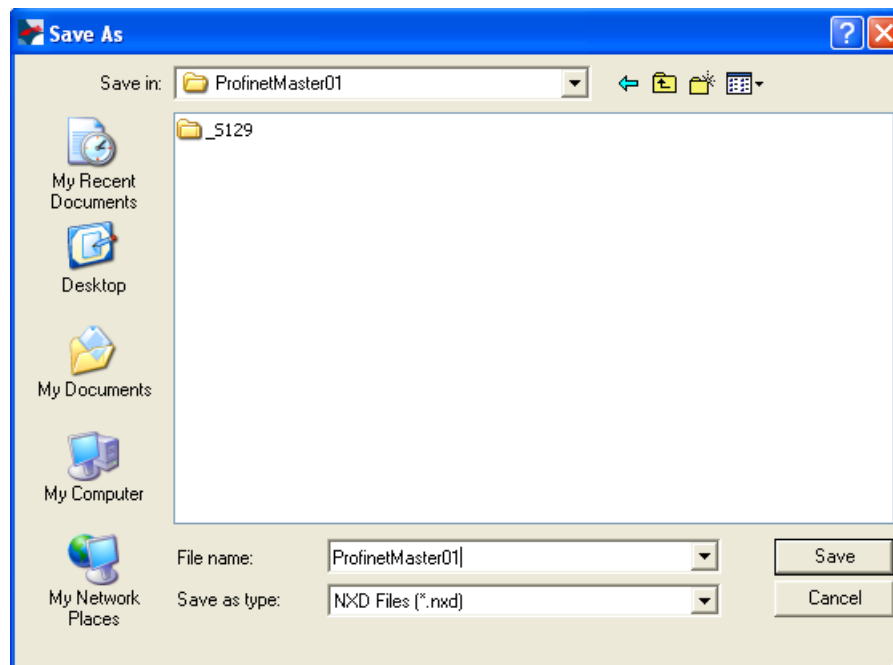 Save As
Save in:
ProfinetMaster01
_S129
My Recent
Documents
Desktop
My Documents
My Computer
My Network
Places
File name:
ProfinetMaster01
Save
Save as type:
NXD Files (*.nxd)
Cancel